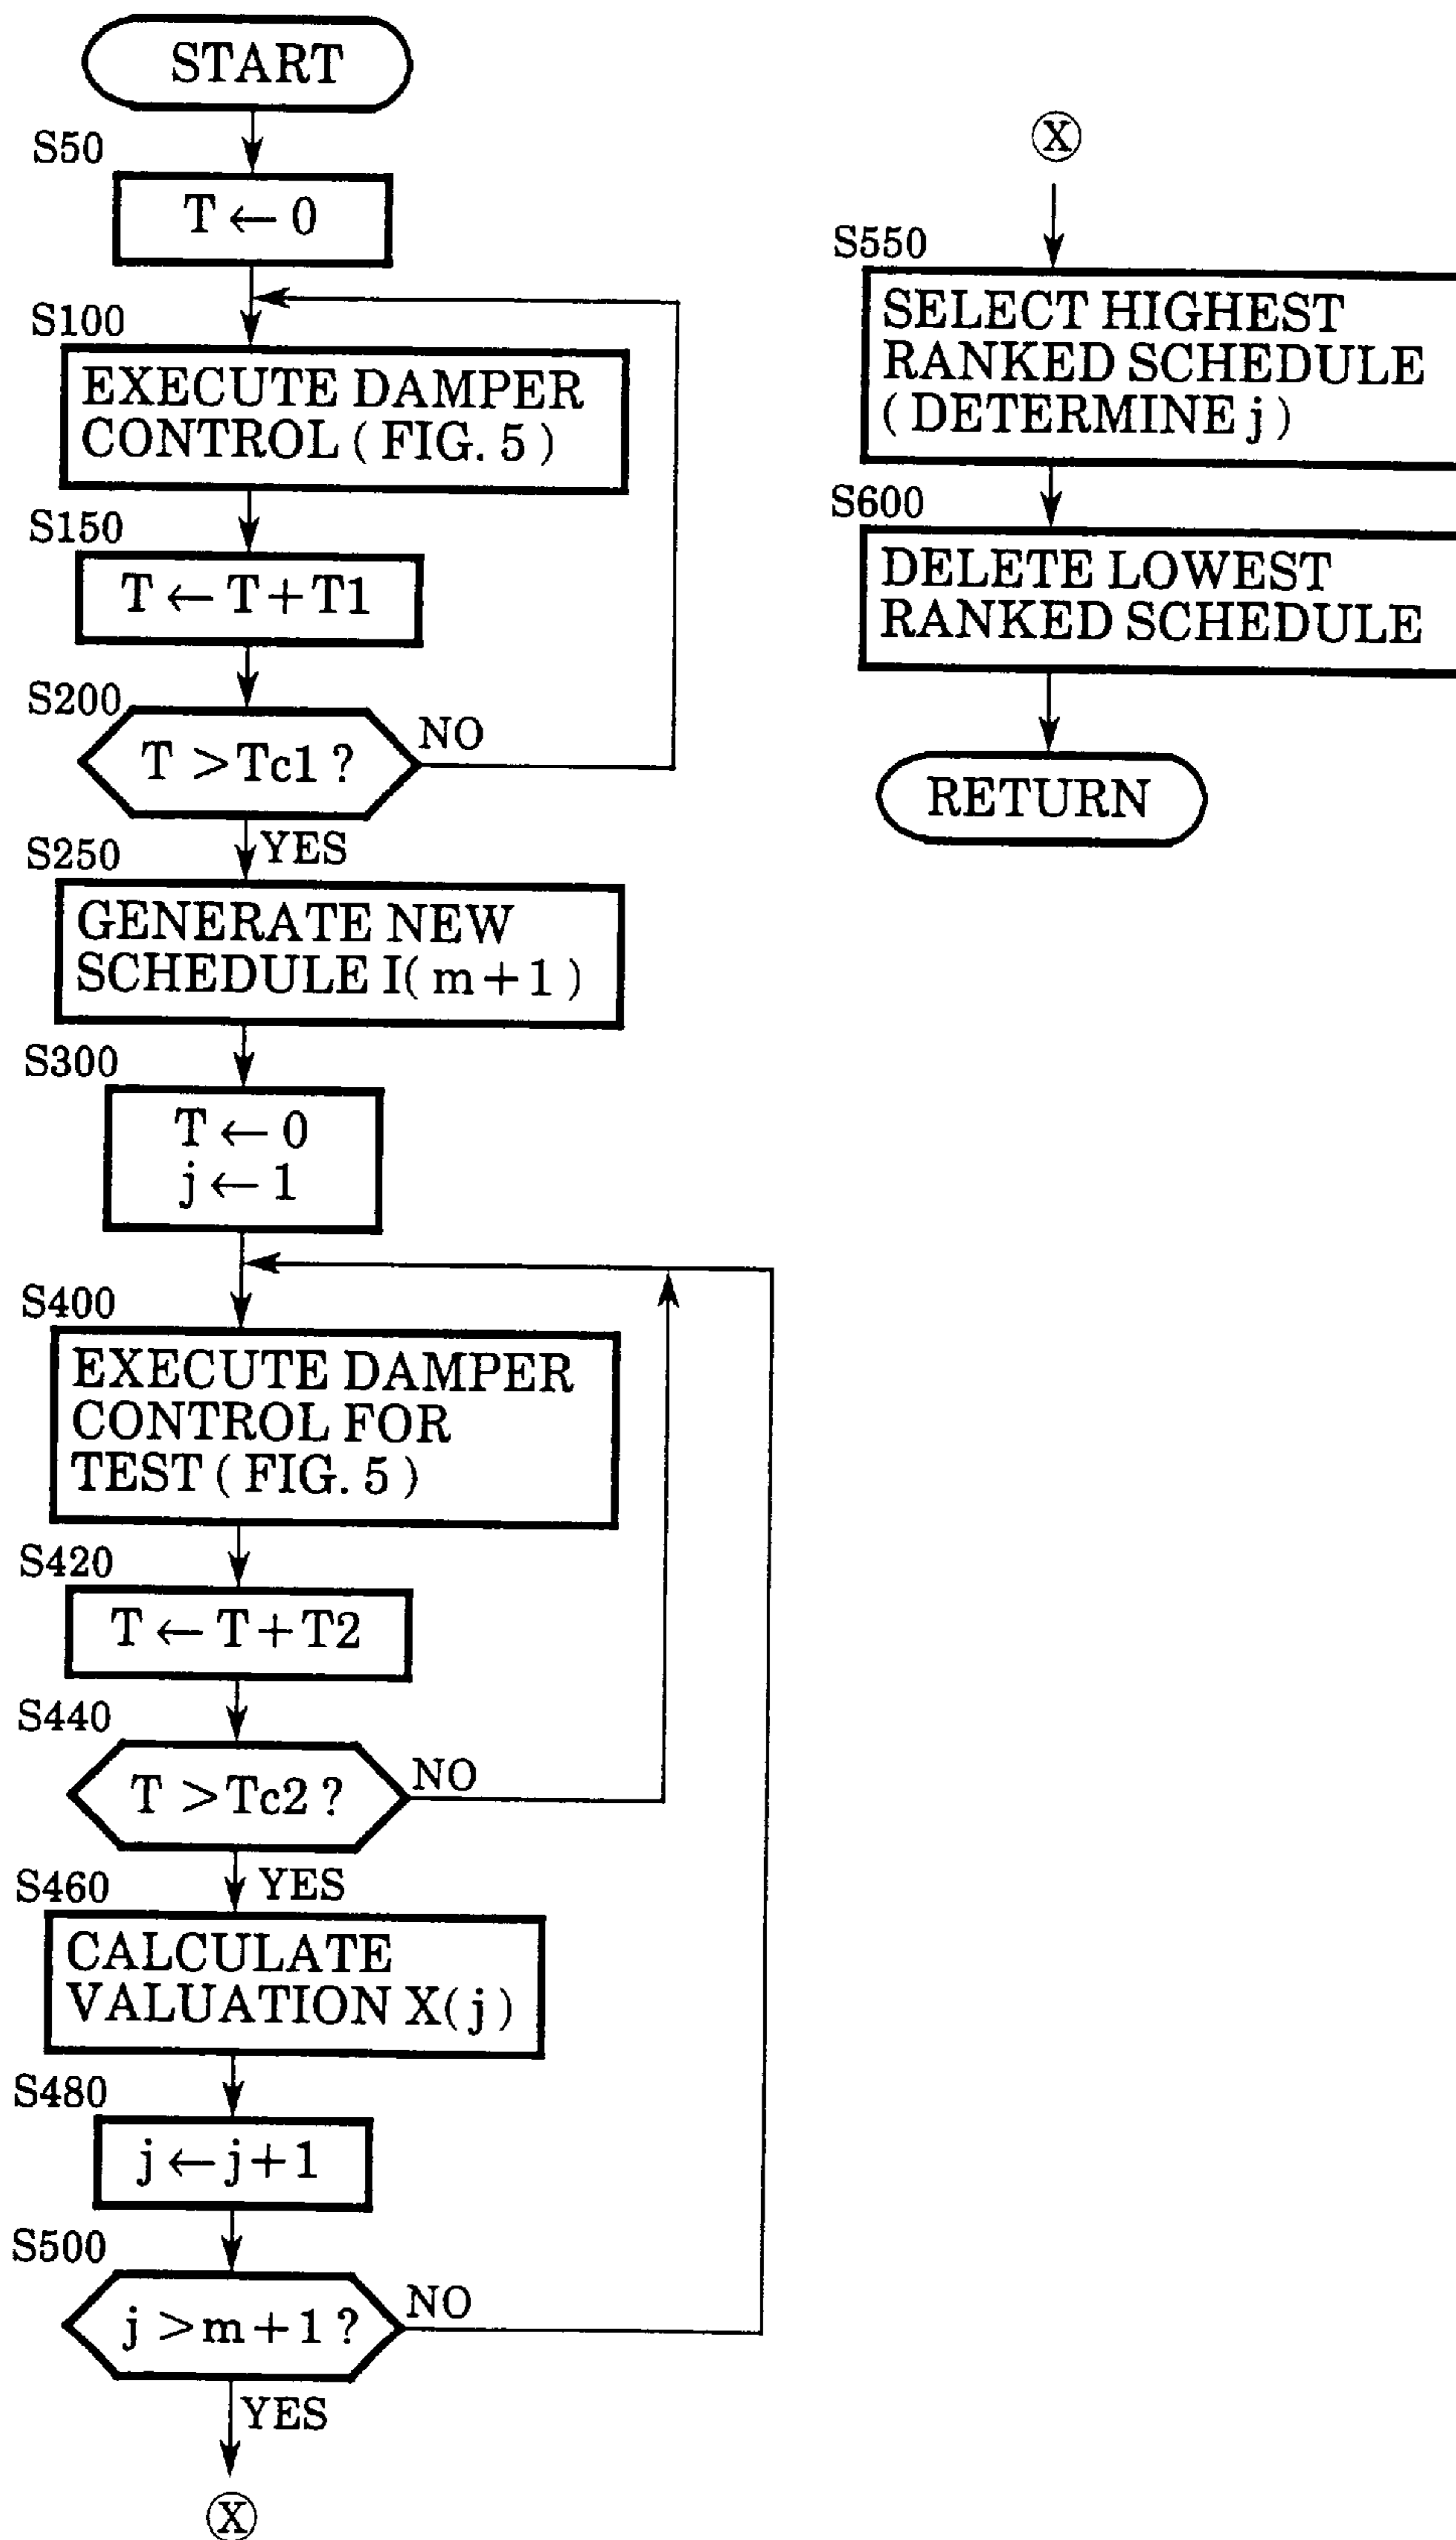 START
S50
T ← 0
S100
EXECUTE DAMPER
CONTROL ( FIG. 5 )
S150
T ← T + T1
S200
T > Tc1 ?
NO
YES
S250
GENERATE NEW
SCHEDULE I( m + 1 )
S300
T ← 0
j ← 1
S400
EXECUTE DAMPER
CONTROL FOR
TEST ( FIG. 5 )
S420
T ← T + T2
S440
T > Tc2 ?
NO
YES
S460
CALCULATE
VALUATION X( j )
S480
j ← j + 1
S500
j > m + 1 ?
NO
YES
X
X
S550
SELECT HIGHEST
RANKED SCHEDULE
( DETERMINE j )
S600
DELETE LOWEST
RANKED SCHEDULE
RETURN